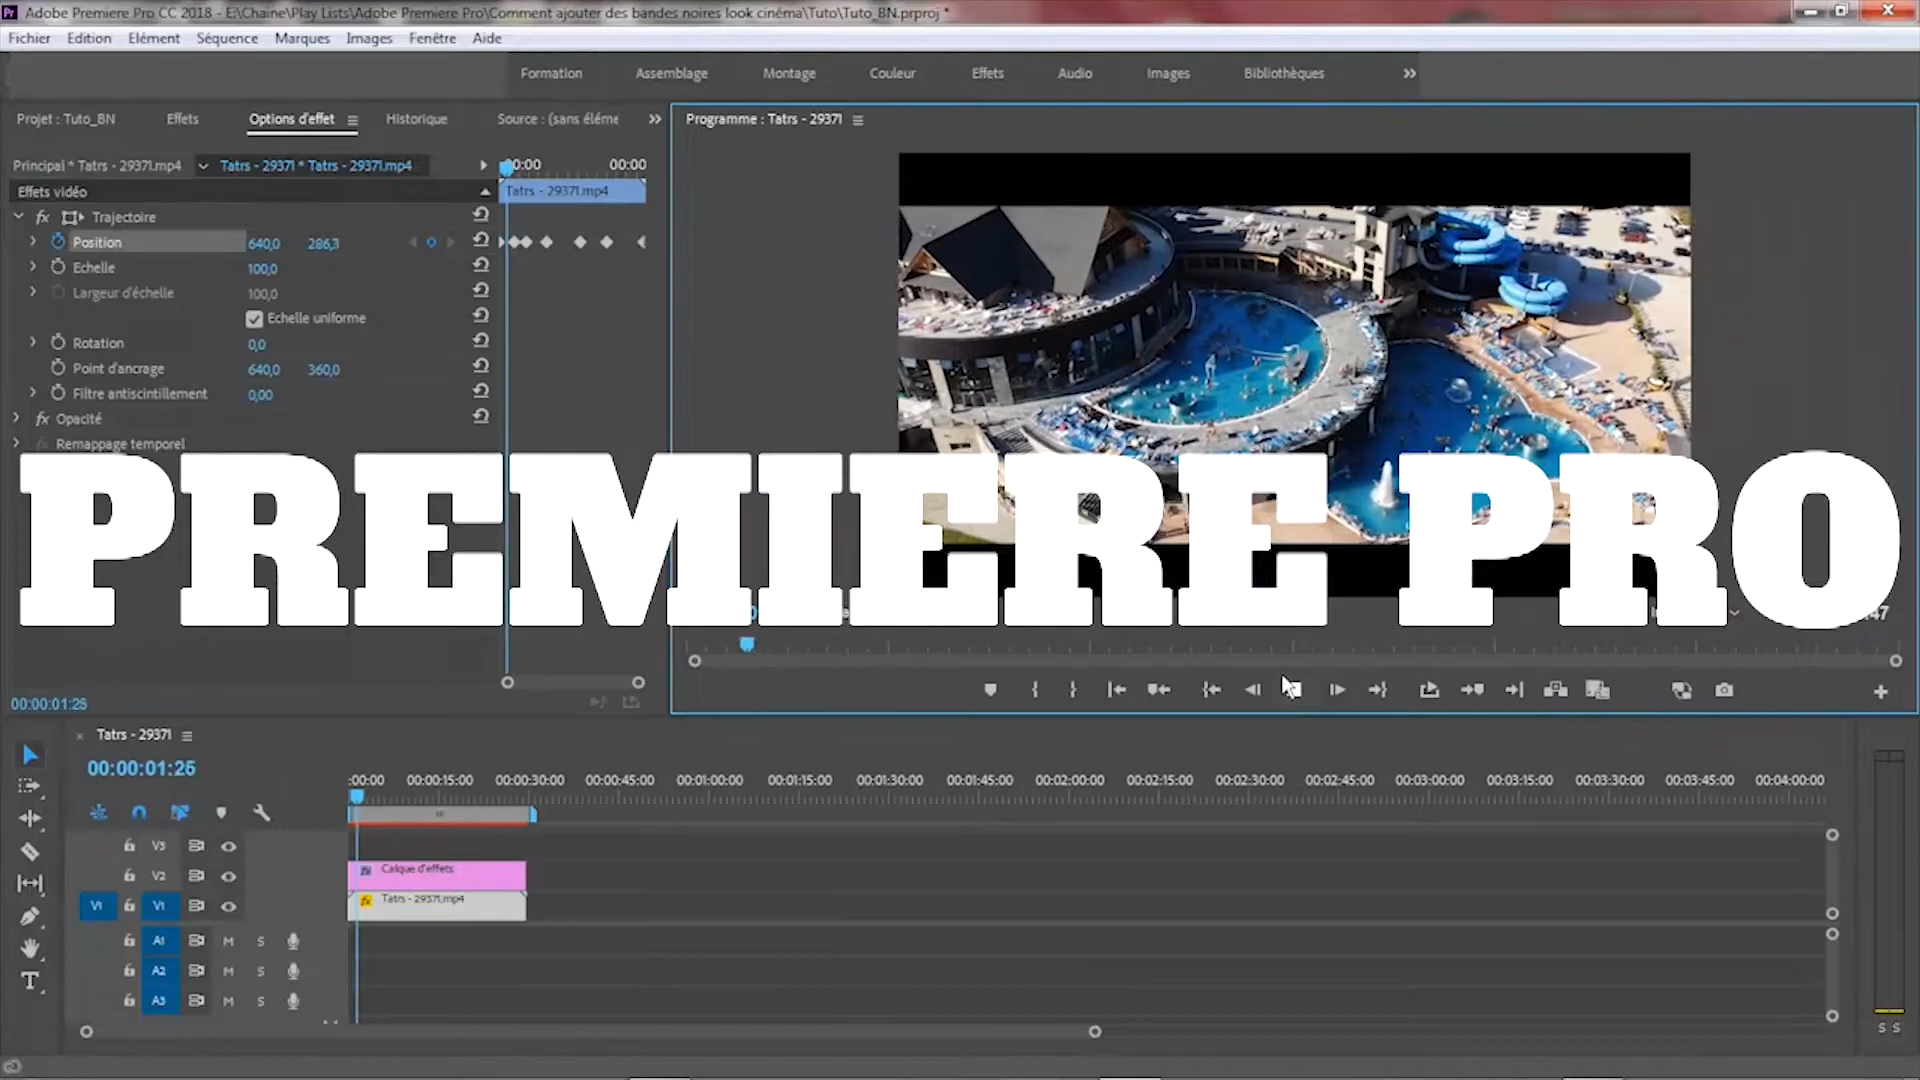 Adobe Premiere Pro CC 2018 - E:\Chaine\Play Lists\Adobe Premiere Pro\Comment ajouter des bandes noires look cinéma\Tuto\Tuto_BN.prproj *
Fichier Edition Elément Séquence Marques Images Fenêtre Aide
Formation Assemblage Montage Couleur Effets Audio Images Bibliothèques
Projet : Tuto_BN Effets Options d'effet Historique Source : (sans éléme
Programme : Tatrs - 29371
Principal * Tatrs - 29371.mp4 Tatrs - 29371 * Tatrs - 29371.mp4 00:00 00:00
Effets vidéo Tatrs - 29371.mp4
fx Trajectoire
Position 640,0 286,3
Echelle 100,0
Largeur d'échelle 100,0
Echelle uniforme
Rotation 0,0
Point d'ancrage 640,0 360,0
Filtre antiscintillement 0,00
fx Opacité
Remappage temporel
PREMIERE PRO
47
00:00:01:25
Tatrs - 29371
00:00:01:25
:00:00 00:00:15:00 00:00:30:00 00:00:45:00 00:01:00:00 00:01:15:00 00:01:30:00 00:01:45:00 00:02:00:00 00:02:15:00 00:02:30:00 00:02:45:00 00:03:00:00 00:03:15:00 00:03:30:00 00:03:45:00 00:04:00:00
V3
V2 fx Calque d'effets
V1 V1 fx Tatrs - 29371.mp4
A1 M S
A2 M S
A3 M S
S S